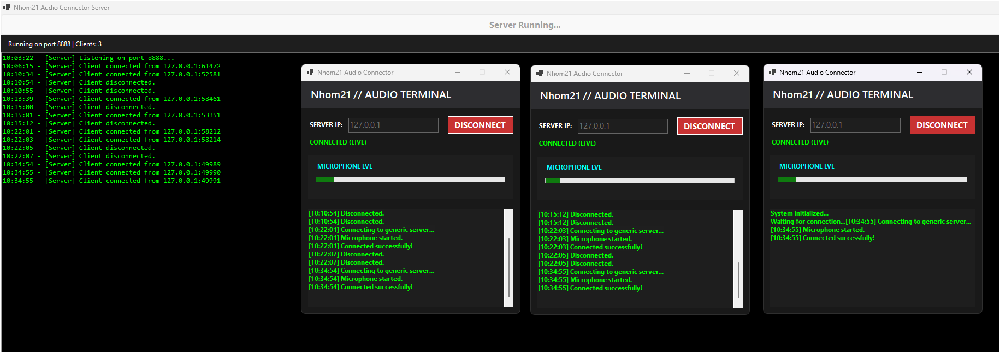 Nhom21 Audio Connector Server
Server Running...
Running on port 8888 | Clients: 3
10:03:22 - [Server] Listening on port 8888...
10:06:15 - [Server] Client connected from 127.0.0.1:61472
10:10:34 - [Server] Client connected from 127.0.0.1:52581
10:10:54 - [Server] Client disconnected.
10:10:55 - [Server] Client disconnected.
10:13:39 - [Server] Client connected from 127.0.0.1:58461
10:15:00 - [Server] Client disconnected.
10:15:01 - [Server] Client connected from 127.0.0.1:53351
10:15:12 - [Server] Client disconnected.
10:22:01 - [Server] Client connected from 127.0.0.1:58212
10:22:03 - [Server] Client connected from 127.0.0.1:58214
10:22:05 - [Server] Client disconnected.
10:22:07 - [Server] Client disconnected.
10:34:54 - [Server] Client connected from 127.0.0.1:49989
10:34:55 - [Server] Client connected from 127.0.0.1:49990
10:34:55 - [Server] Client connected from 127.0.0.1:49991
Nhom21 Audio Connector
Nhom21 // AUDIO TERMINAL
SERVER IP: 127.0.0.1 DISCONNECT
CONNECTED (LIVE)
MICROPHONE LVL
[10:10:54] Disconnected.
[10:10:54] Disconnected.
[10:22:01] Connecting to generic server...
[10:22:01] Microphone started.
[10:22:01] Connected successfully!
[10:22:07] Disconnected.
[10:22:07] Disconnected.
[10:34:54] Connecting to generic server...
[10:34:54] Microphone started.
[10:34:54] Connected successfully!
Nhom21 Audio Connector
Nhom21 // AUDIO TERMINAL
SERVER IP: 127.0.0.1 DISCONNECT
CONNECTED (LIVE)
MICROPHONE LVL
[10:15:12] Disconnected.
[10:15:12] Disconnected.
[10:22:03] Connecting to generic server...
[10:22:03] Microphone started.
[10:22:03] Connected successfully!
[10:22:05] Disconnected.
[10:22:05] Disconnected.
[10:34:55] Connecting to generic server...
[10:34:55] Microphone started.
[10:34:55] Connected successfully!
Nhom21 Audio Connector
Nhom21 // AUDIO TERMINAL
SERVER IP: 127.0.0.1 DISCONNECT
CONNECTED (LIVE)
MICROPHONE LVL
System initialized...
Waiting for connection...[10:34:55] Connecting to generic server...
[10:34:55] Microphone started.
[10:34:55] Connected successfully!